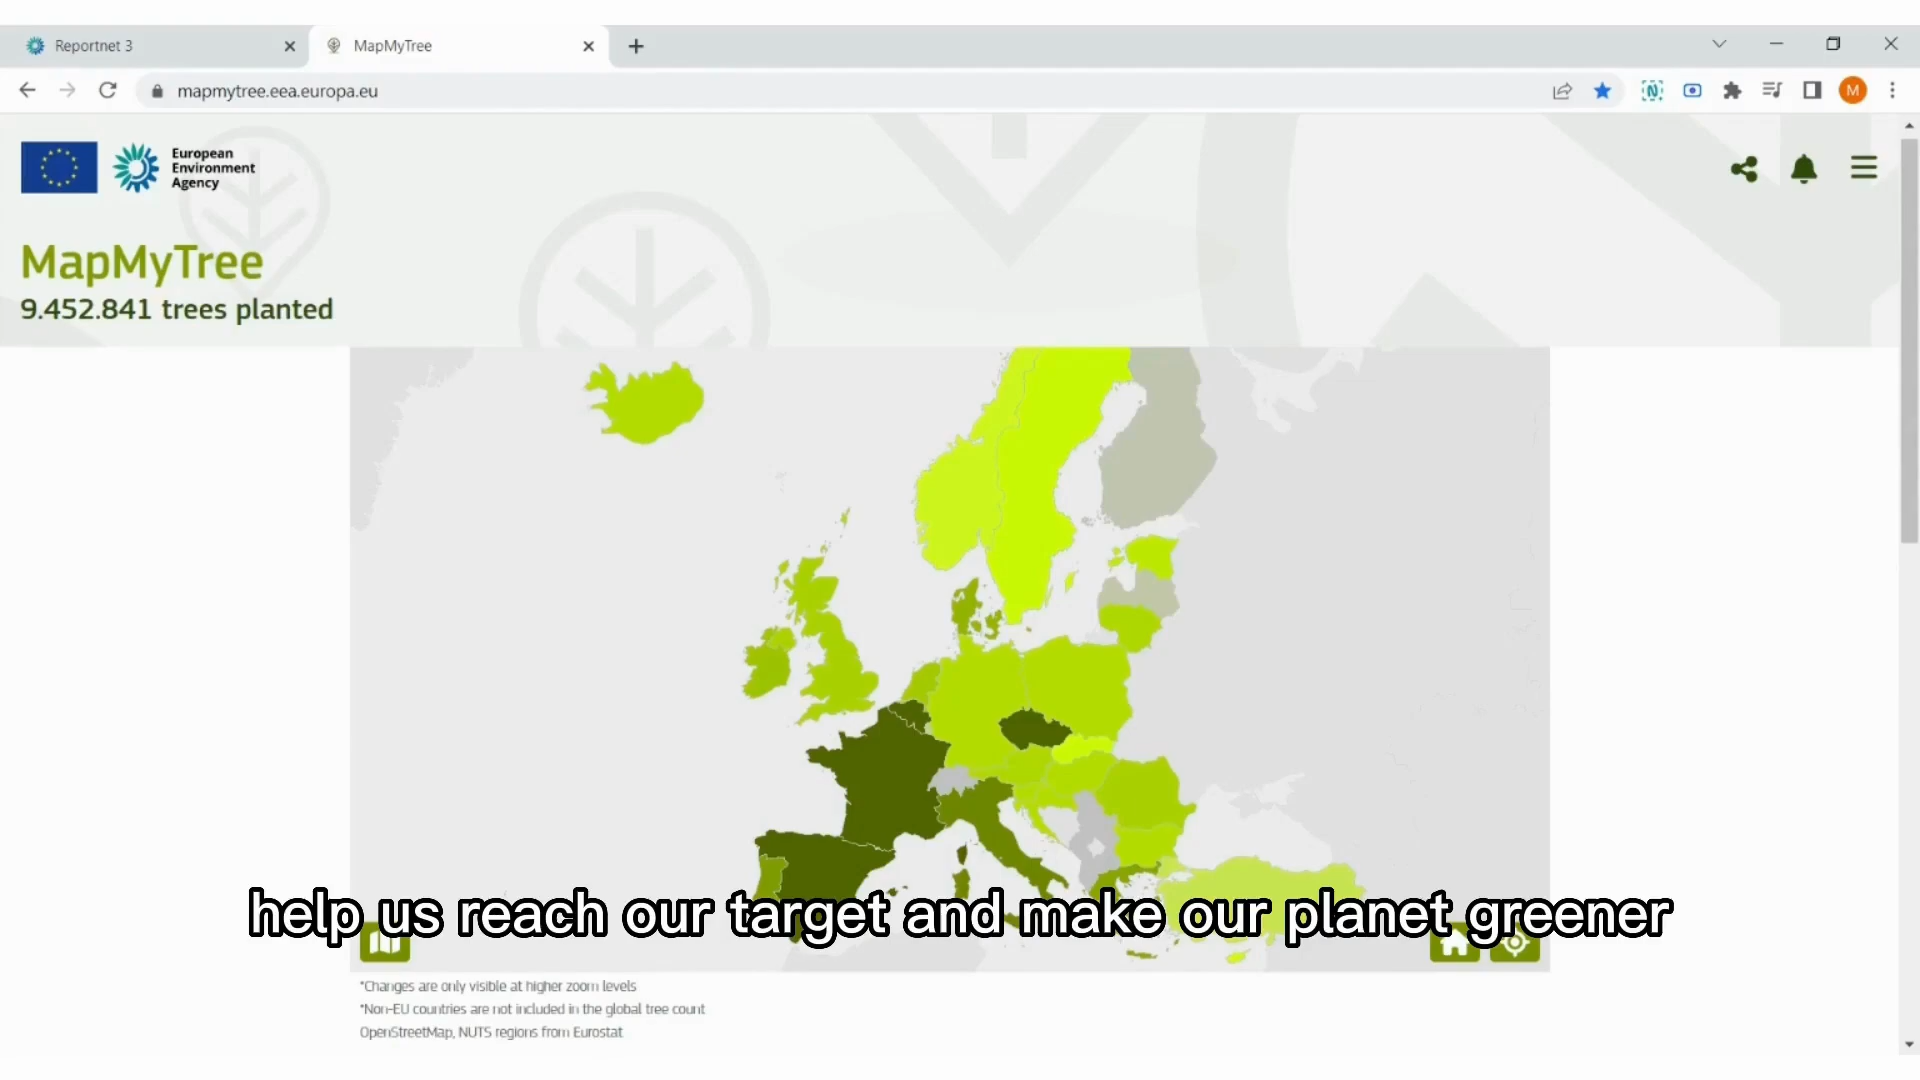 Reportnet 3
MapMyTree
mapmytree.eea.europa.eu
M
European
Environment
Agency
MapMyTree
9.452.841 trees planted
help us reach our target and make our planet greener
*Changes are only visible at higher zoom levels
*Non-EU countries are not included in the global tree count
OpenStreetMap, NUTS regions from Eurostat